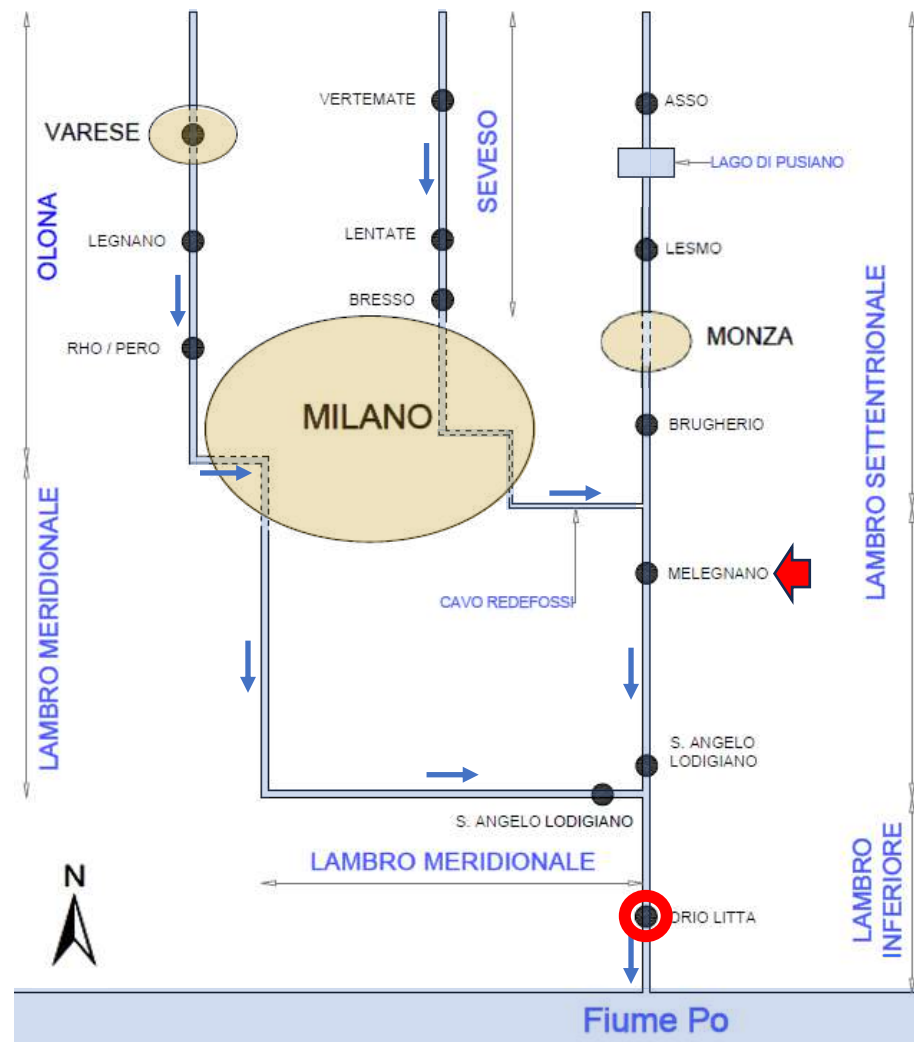 VERTEMATE
ASSO
VARESE
LAGO DI PUSIANO
SEVESO
OLONA
LEGNANO
LENTATE
LESMO
BRESSO
RHO / PERO
MONZA
LAMBRO SETTENTRIONALE
MILANO
BRUGHERIO
LAMBRO MERIDIONALE
MELEGNANO
CAVO REDEFOSSI
S. ANGELO
LODIGIANO
S. ANGELO LODIGIANO
LAMBRO MERIDIONALE
N
LAMBRO
INFERIORE
ORIO LITTA
Fiume Po